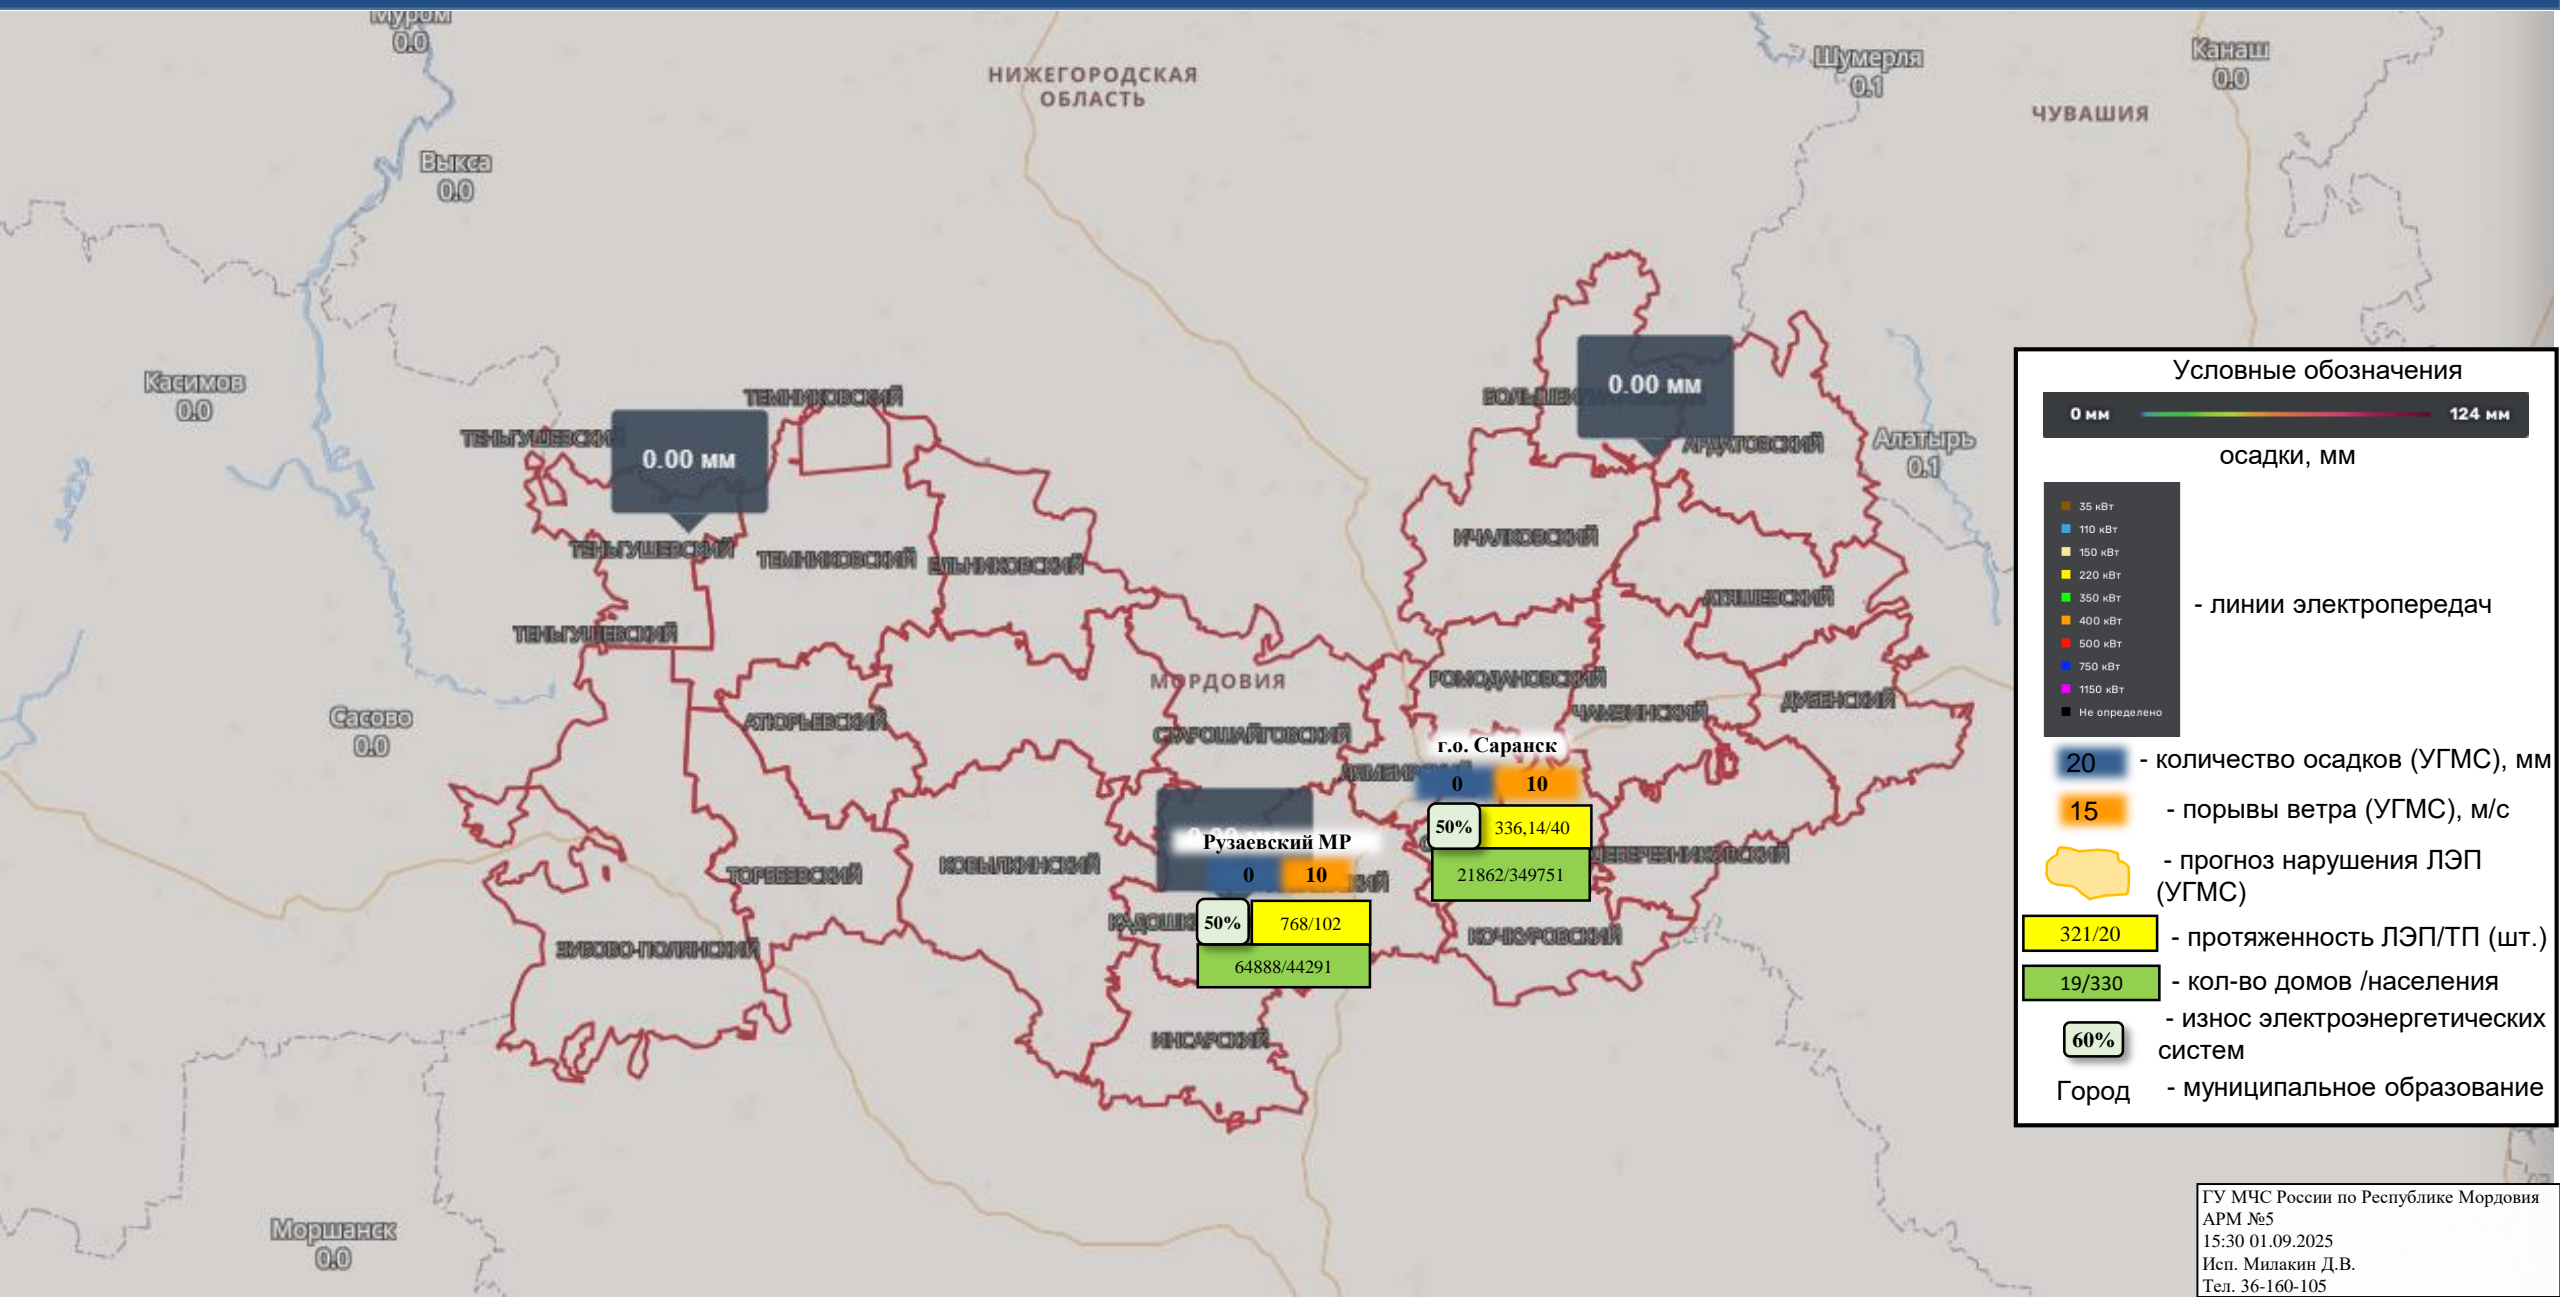 Муром
0.0
НИЖЕГОРОДСКАЯ
ОБЛАСТЬ
Шумерля
0.1
Канаш
0.0
ЧУВАШИЯ
Выкса
0.0
Касимов
0.0
ТЕМНИКОВСКИЙ
ТЕНЬГУШЕВСКИЙ
0.00 мм
0.00 мм
АРДАТОВСКИЙ
Алатырь
0.1
ТЕНЬГУШЕВСКИЙ
ТЕМНИКОВСКИЙ
ЕЛЬНИКОВСКИЙ
ИЧАЛКОВСКИЙ
АТЯШЕВСКИЙ
ТЕНЬГУШЕВСКИЙ
МОРДОВИЯ
РОМОДАНОВСКИЙ
ДУБЕНСКИЙ
Сасово
0.0
АТЮРЬЕВСКИЙ
СТАРОШАЙГОВСКИЙ
ЧАМЗИНСКИЙ
г.о. Саранск
0 10
50% 336,14/40
21862/349751
Рузаевский МР
0 10
50% 768/102
64888/44291
ТОРБЕЕВСКИЙ
КОВЫЛКИНСКИЙ
ЗУБОВО-ПОЛЯНСКИЙ
КОЧКУРОВСКИЙ
ИНСАРСКИЙ
Моршанск
0.0
Условные обозначения
0 мм 124 мм
осадки, мм
35 кВт
110 кВт
150 кВт
220 кВт
350 кВт
400 кВт
500 кВт
750 кВт
1150 кВт
Не определено
- линии электропередач
20 - количество осадков (УГМС), мм
15 - порывы ветра (УГМС), м/с
- прогноз нарушения ЛЭП
(УГМС)
321/20 - протяженность ЛЭП/ТП (шт.)
19/330 - кол-во домов /населения
- износ электроэнергетических
60% систем
Город - муниципальное образование
ГУ МЧС России по Республике Мордовия
АРМ №5
15:30 01.09.2025
Исп. Милакин Д.В.
Тел. 36-160-105